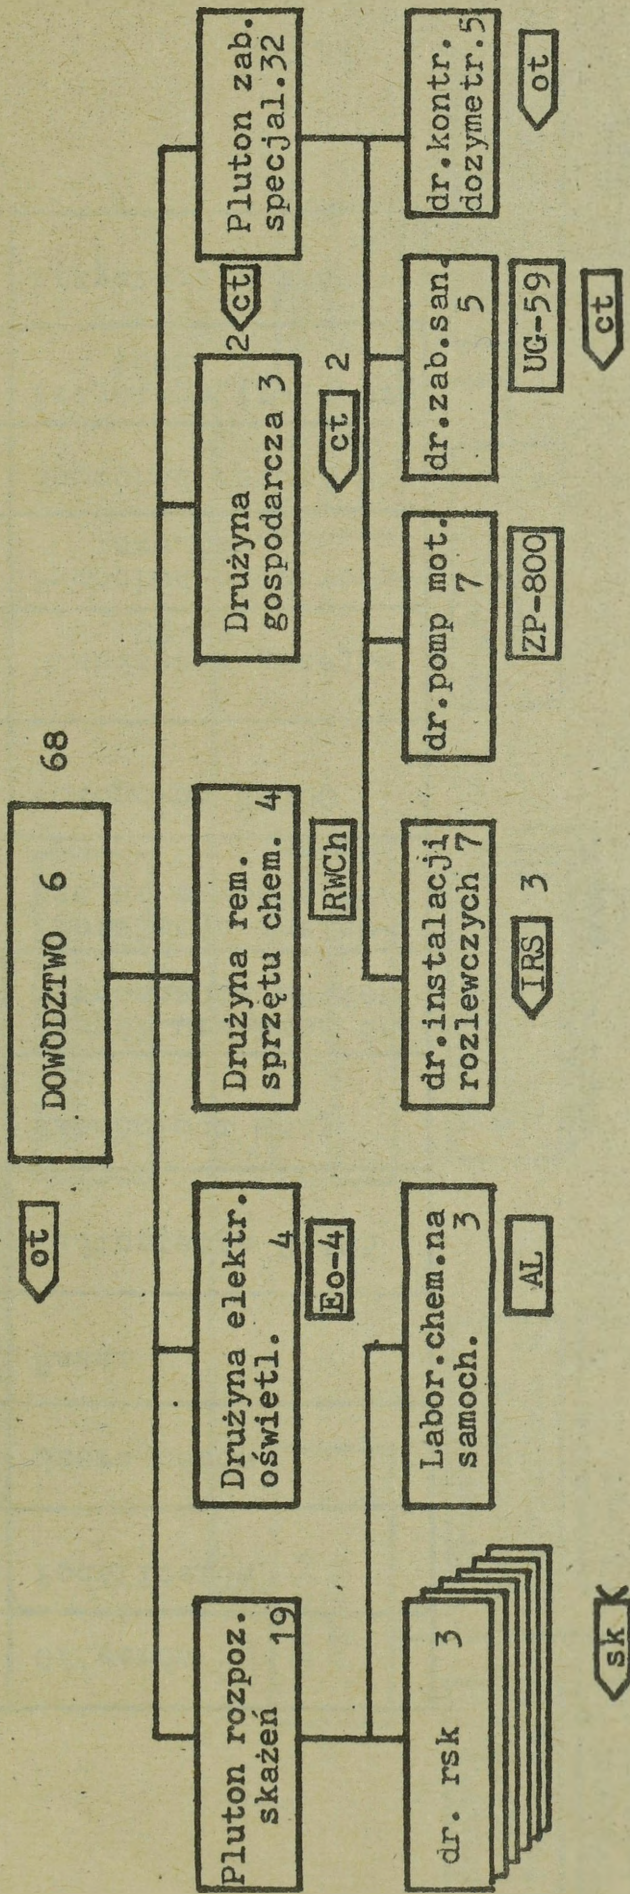 ot
DOWÓDZTWO 6
68
Pluton rozpoz.
skażeń 19
Drużyna elektr.
oświetl. 4
Eo-4
Drużyna rem.
sprzętu chem. 4
RWCh
Drużyna
gospodarcza 3
ct 2
2 ct
Pluton zab.
specjal.32
dr. rsk 3
sk
Labor.chem.na
samoch. 3
AL
dr.instalacji
rozlewczych 7
IRS 3
dr.pomp mot.
7
ZP-800
dr.zab.san.
5
UG-59
ct
dr.kontr.
dozymetr.5
ot